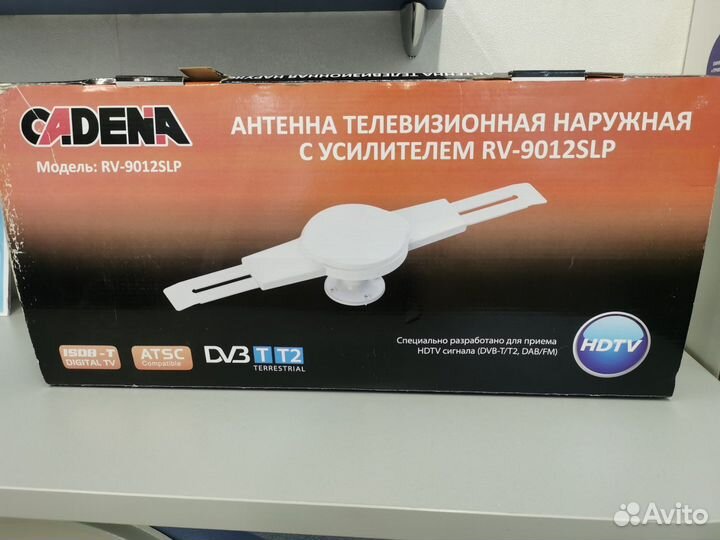 CADENA
Модель: RV-9012SLP
АНТЕННА ТЕЛЕВИЗИОННАЯ НАРУЖНАЯ
С УСИЛИТЕЛЕМ RV-9012SLP
ISDB-T
DIGITAL TV
ATSC
Compatible
DVB T T2
TERRESTRIAL
Специально разработано для приема
HDTV сигнала (DVB-T/T2, DAB/FM)
HDTV
Avito